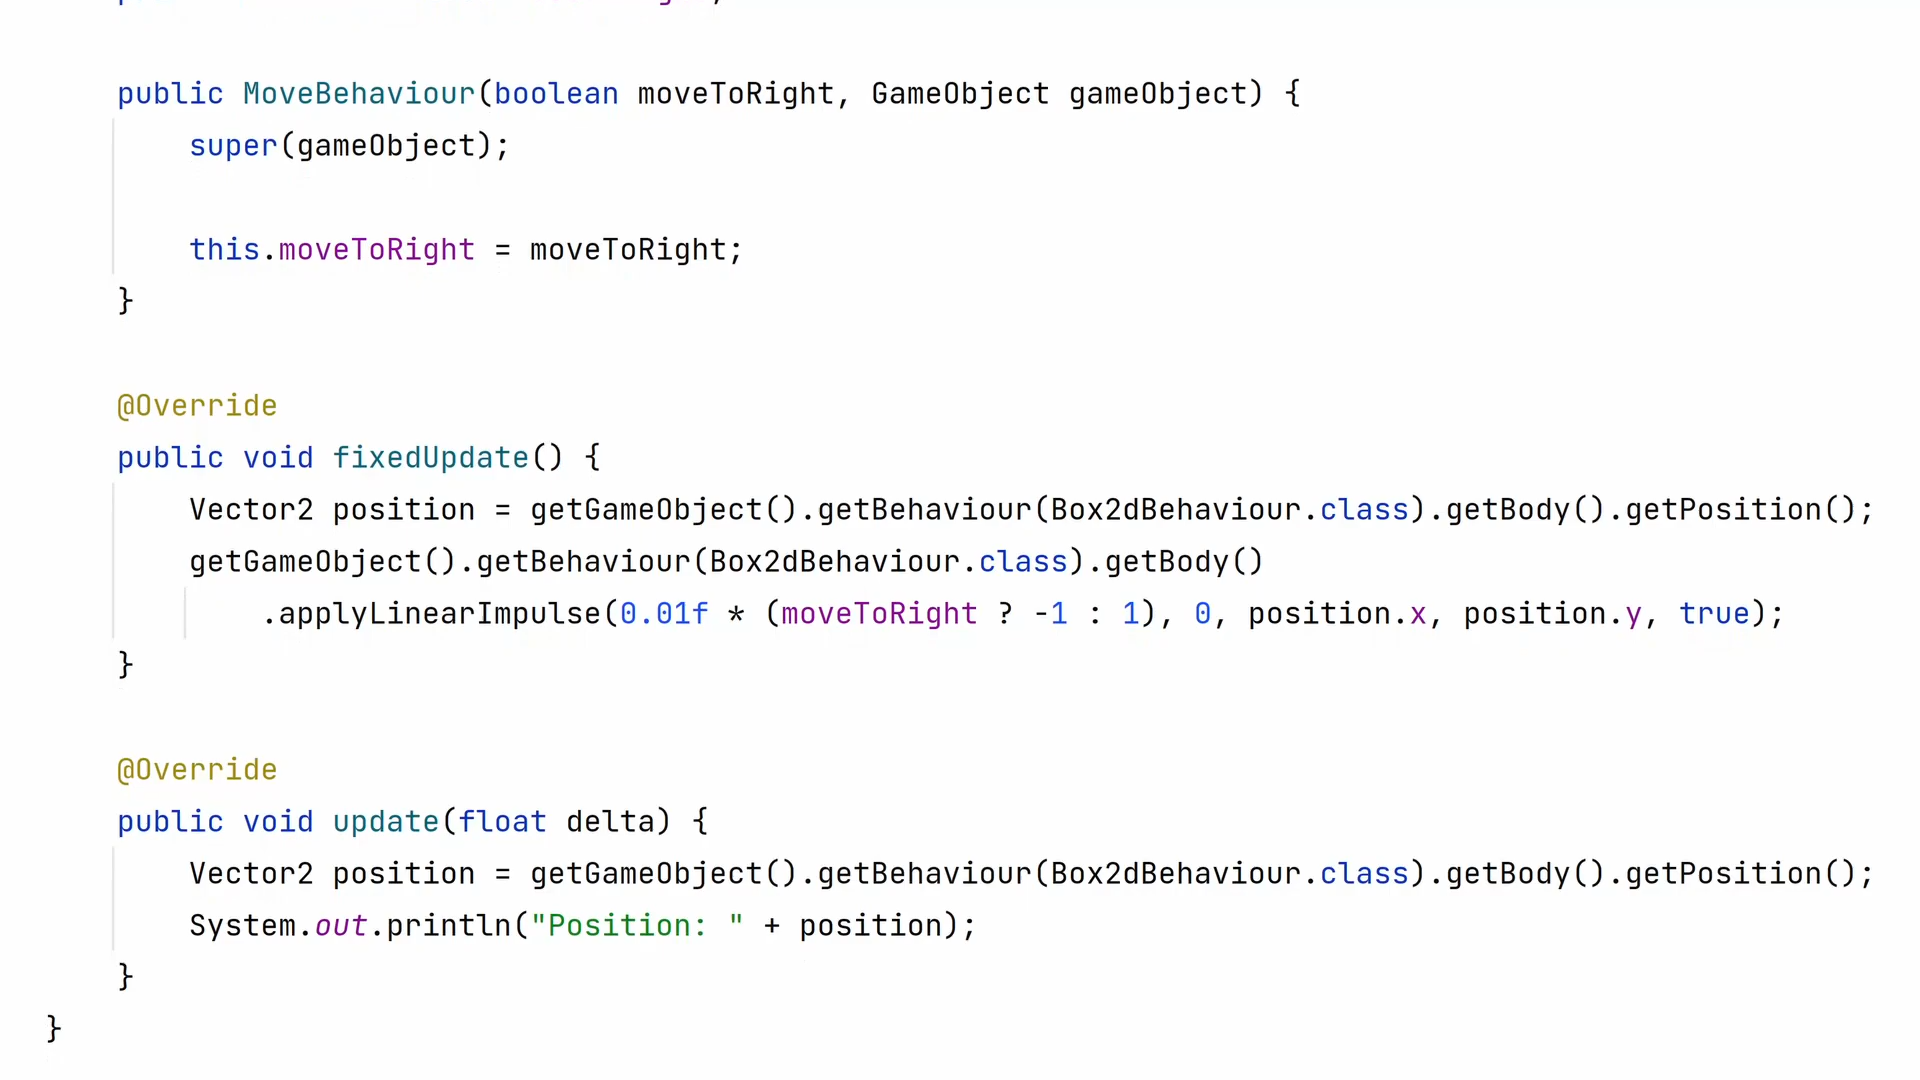 public MoveBehaviour(boolean moveToRight, GameObject gameObject) {
super(gameObject);
this.moveToRight = moveToRight;
}
@Override
public void fixedUpdate() {
Vector2 position = getGameObject().getBehaviour(Box2dBehaviour.class).getBody().getPosition();
getGameObject().getBehaviour(Box2dBehaviour.class).getBody()
.applyLinearImpulse(0.01f * (moveToRight ? -1 : 1), 0, position.x, position.y, true);
}
@Override
public void update(float delta) {
Vector2 position = getGameObject().getBehaviour(Box2dBehaviour.class).getBody().getPosition();
System.out.println("Position: " + position);
}
}